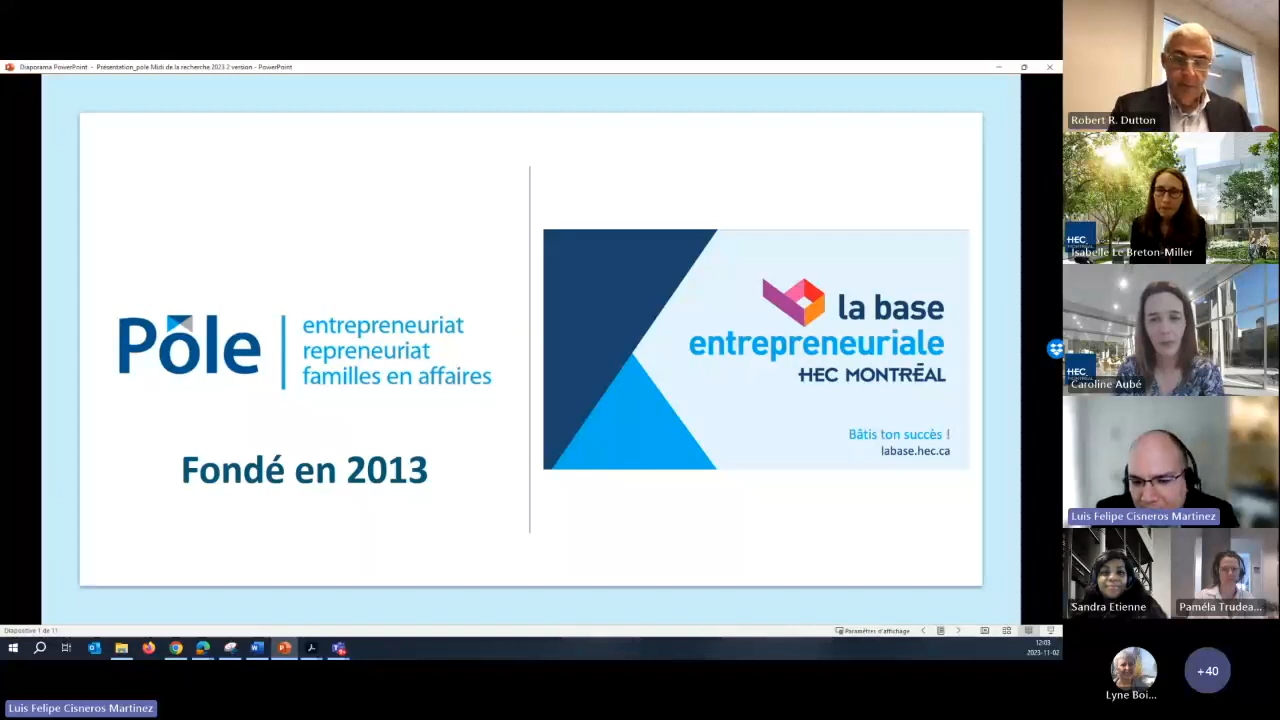 Diaporama PowerPoint - Présentation_pole Midi de la recherche 2023-2 version - PowerPoint
Pôle
entrepreneuriat
repreneuriat
familles en affaires
Fondé en 2013
la base
entrepreneuriale
HEC MONTRÉAL
Bâtis ton succès !
labase.hec.ca
Diapositive 1 de 11
Paramètres d'affichage
12:03
2023-11-02
Robert R. Dutton
HEC
Isabelle Le Breton-Miller
HEC
Caroline Aubé
Luis Felipe Cisneros Martinez
Sandra Etienne
Paméla Trudea...
Lyne Boi...
+40
Luis Felipe Cisneros Martinez